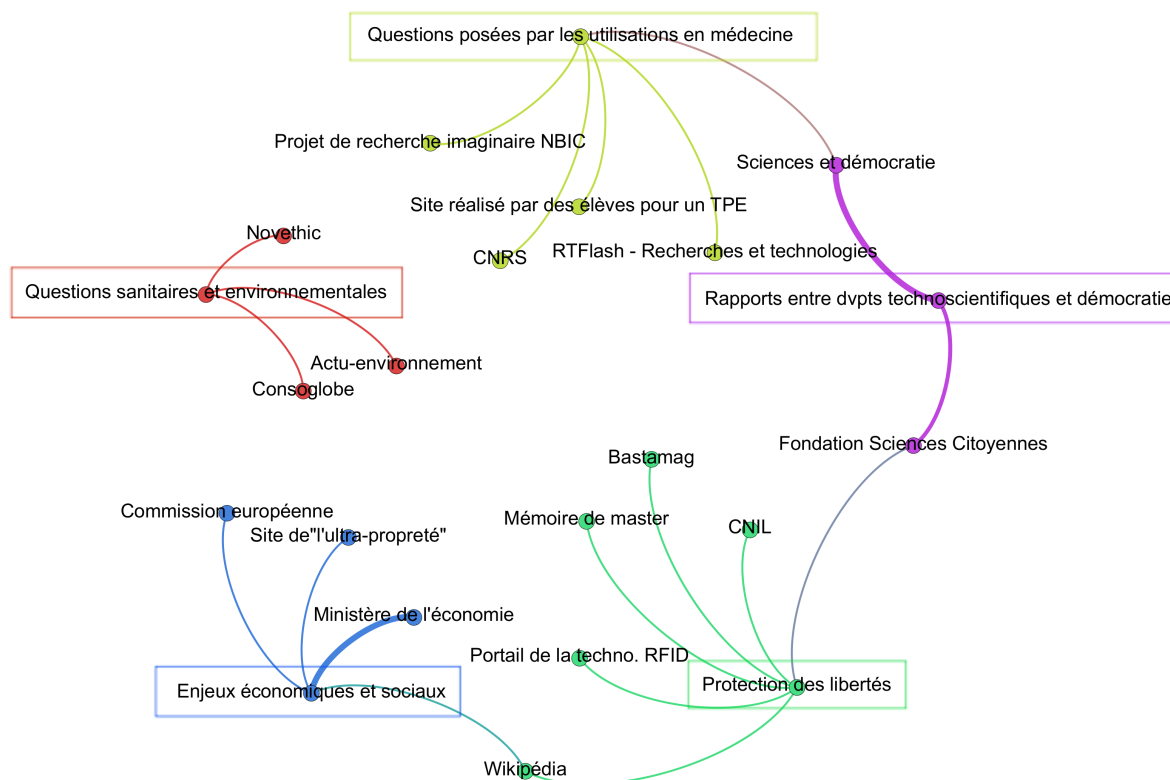 Questions posées par les utilisations en médecine
Projet de recherche imaginaire NBIC
Sciences et démocratie
Site réalisé par des élèves pour un TPE
Novethic
CNRS
RTFlash - Recherches et technologies
Questions sanitaires et environnementales
Rapports entre dvpts technoscientifiques et démocratie
Actu-environnement
Consoglobe
Fondation Sciences Citoyennes
Bastamag
Commission européenne
Mémoire de master
CNIL
Site de"l'ultra-propreté"
Ministère de l'économie
Portail de la techno. RFID
Enjeux économiques et sociaux
Protection des libertés
Wikipédia